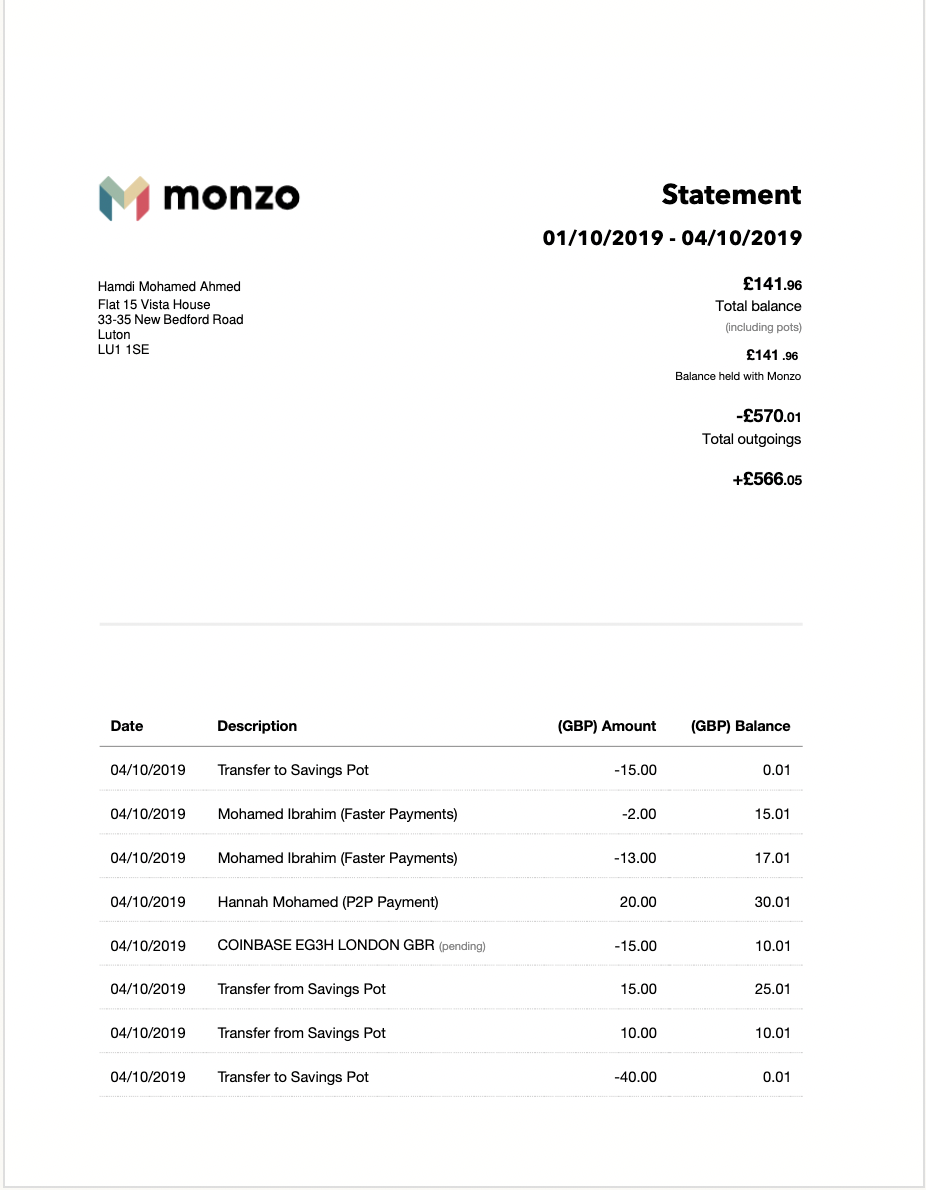 monzo
Statement
01/10/2019 - 04/10/2019
Hamdi Mohamed Ahmed
Flat 15 Vista House
33-35 New Bedford Road
Luton
LU1 1SE
£141.96
Total balance
(including pots)
£141 .96
Balance held with Monzo
-£570.01
Total outgoings
+£566.05
Date Description (GBP) Amount (GBP) Balance
04/10/2019 Transfer to Savings Pot -15.00 0.01
04/10/2019 Mohamed Ibrahim (Faster Payments) -2.00 15.01
04/10/2019 Mohamed Ibrahim (Faster Payments) -13.00 17.01
04/10/2019 Hannah Mohamed (P2P Payment) 20.00 30.01
04/10/2019 COINBASE EG3H LONDON GBR (pending) -15.00 10.01
04/10/2019 Transfer from Savings Pot 15.00 25.01
04/10/2019 Transfer from Savings Pot 10.00 10.01
04/10/2019 Transfer to Savings Pot -40.00 0.01